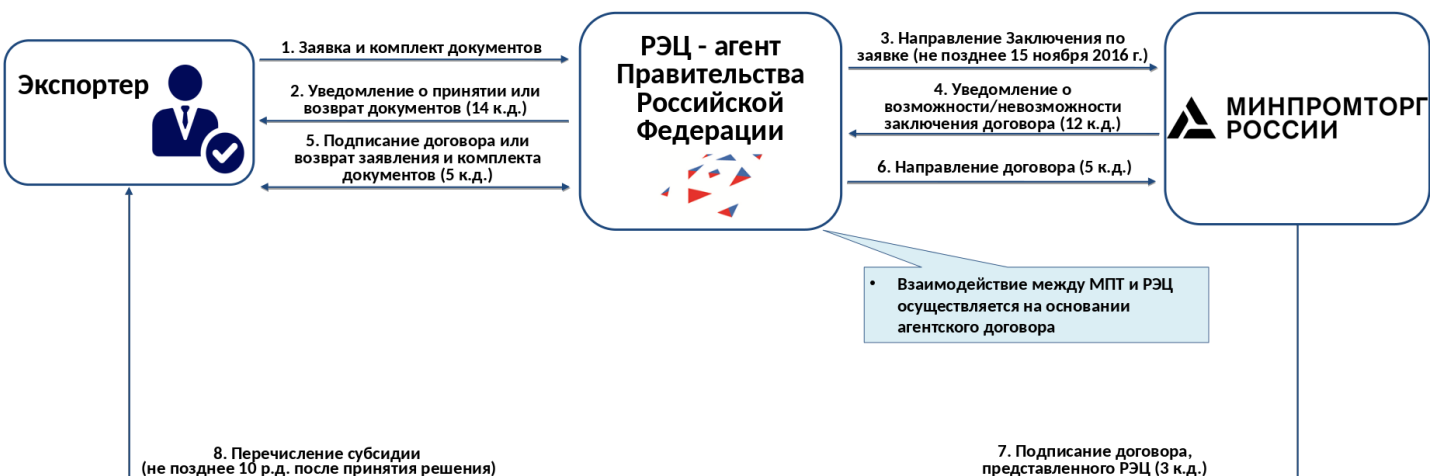 Экспортер
1. Заявка и комплект документов
2. Уведомление о принятии или
возврат документов (14 к.д.)
5. Подписание договора или
возврат заявления и комплекта
документов (5 к.д.)
РЭЦ - агент
Правительства
Российской
Федерации
3. Направление Заключения по
заявке (не позднее 15 ноября 2016 г.)
4. Уведомление о
возможности/невозможности
заключения договора (12 к.д.)
6. Направление договора (5 к.д.)
МИНПРОМТОРГ
РОССИИ
• Взаимодействие между МПТ и РЭЦ
осуществляется на основании
агентского договора
8. Перечисление субсидии
(не позднее 10 р.д. после принятия решения)
7. Подписание договора,
представленного РЭЦ (3 к.д.)